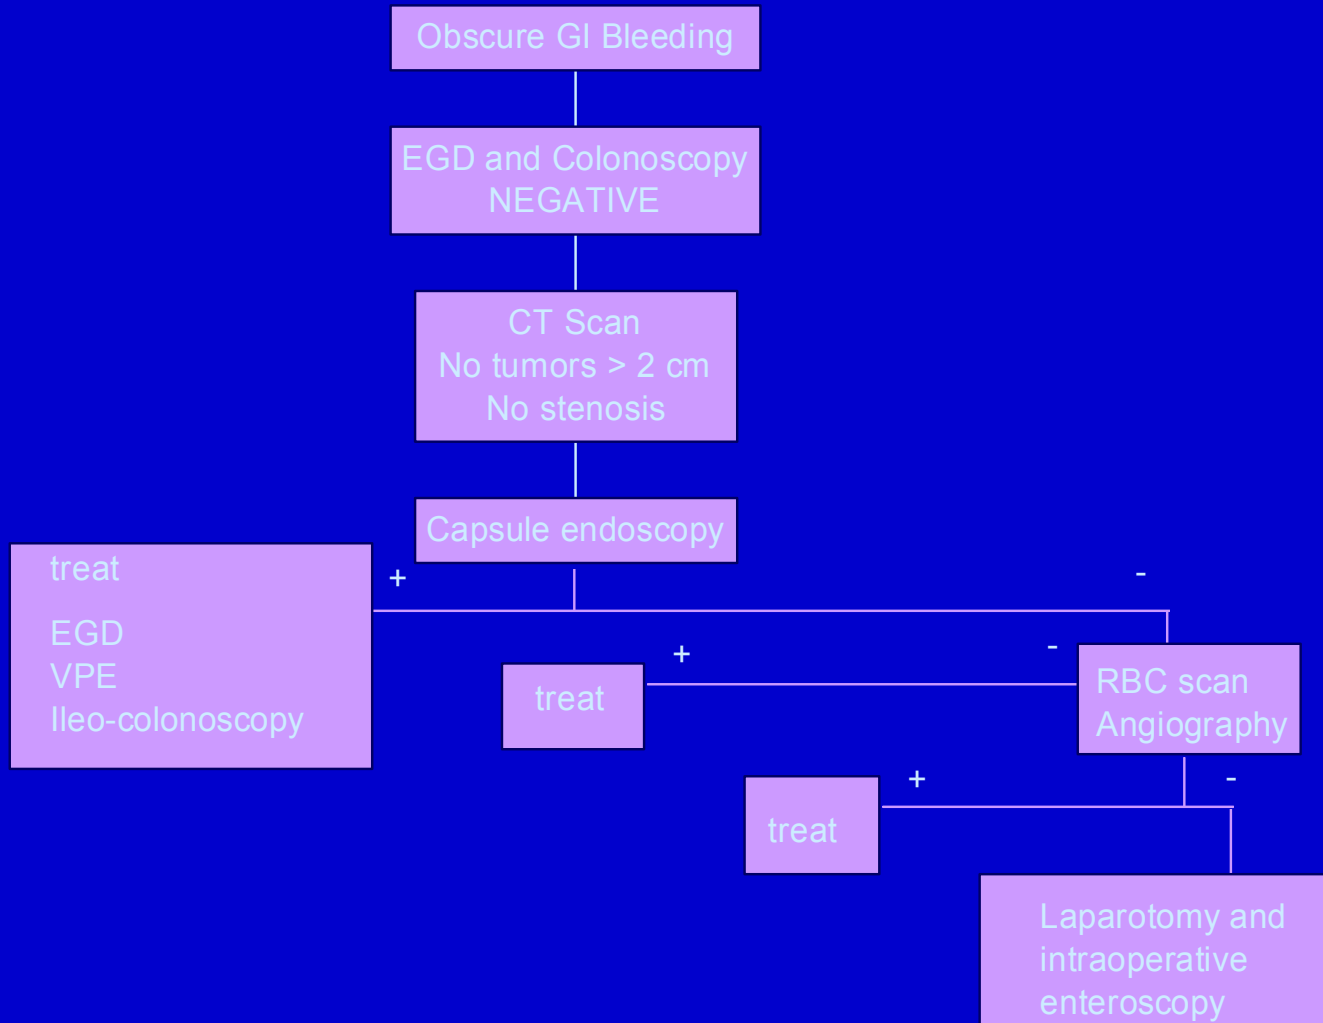 Obscure GI Bleeding
EGD and Colonoscopy
NEGATIVE
CT Scan
No tumors > 2 cm
No stenosis
Capsule endoscopy
treat
EGD
VPE
Ileo-colonoscopy
+
-
+
-
treat
RBC scan
Angiography
+
-
treat
Laparotomy and
intraoperative
enteroscopy